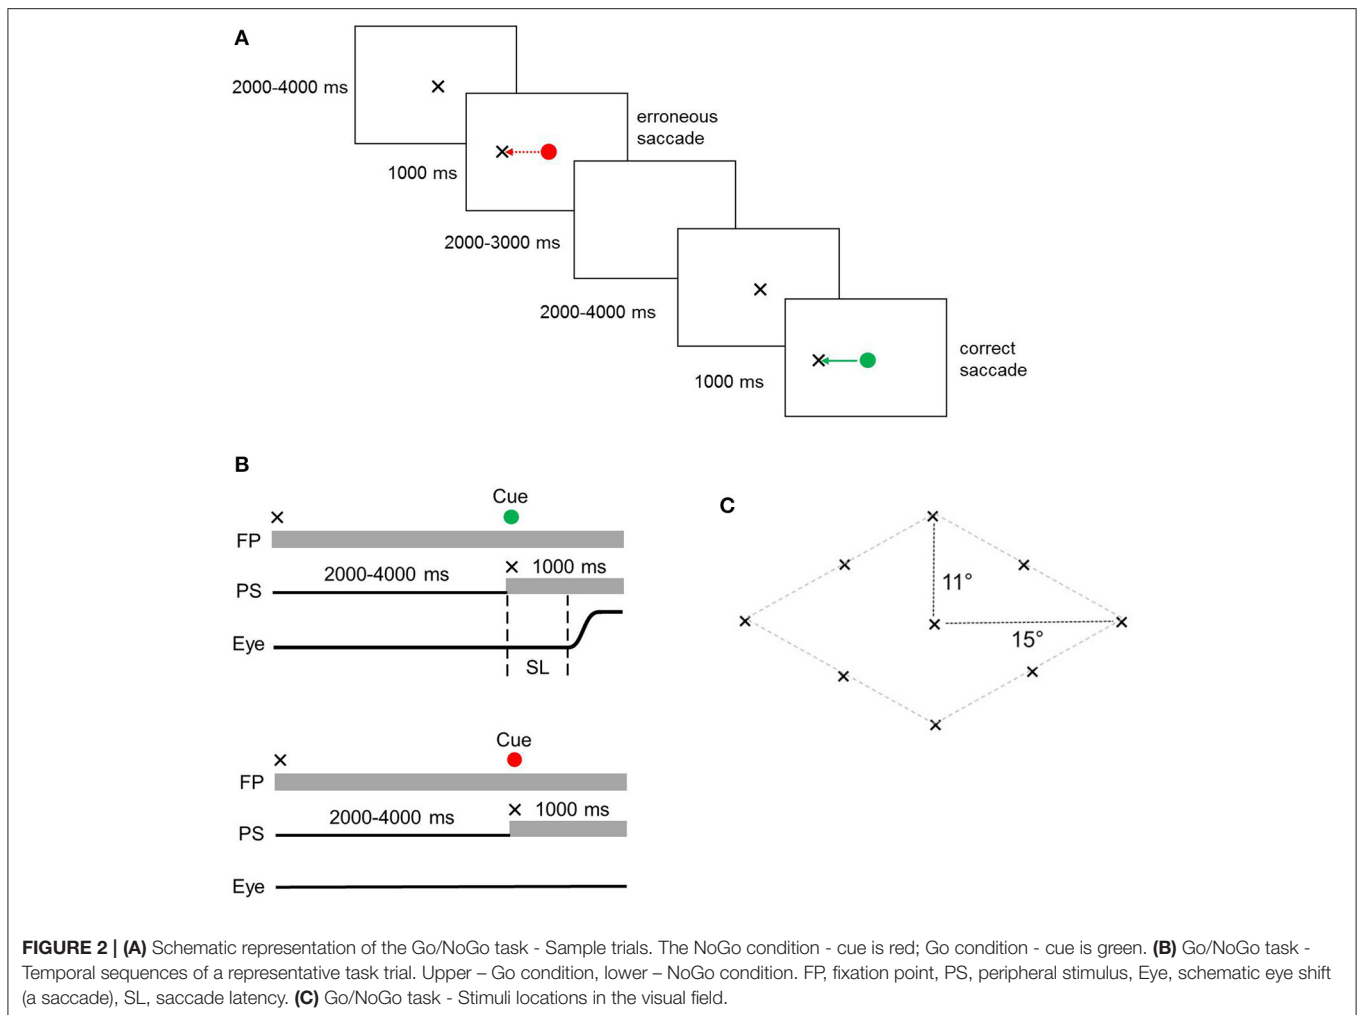 A
2000-4000 ms
erroneous
saccade
1000 ms
2000-3000 ms
2000-4000 ms
correct
saccade
1000 ms
B
Cue
FP
1000 ms
2000-4000 ms
PS
Eye
SL
Cue
FP
1000 ms
2000-4000 ms
PS
Eye
C
11°
15°
FIGURE 2 | (A) Schematic representation of the Go/NoGo task - Sample trials. The NoGo condition - cue is red; Go condition - cue is green. (B) Go/NoGo task -
Temporal sequences of a representative task trial. Upper – Go condition, lower – NoGo condition. FP, fixation point, PS, peripheral stimulus, Eye, schematic eye shift
(a saccade), SL, saccade latency. (C) Go/NoGo task - Stimuli locations in the visual field.